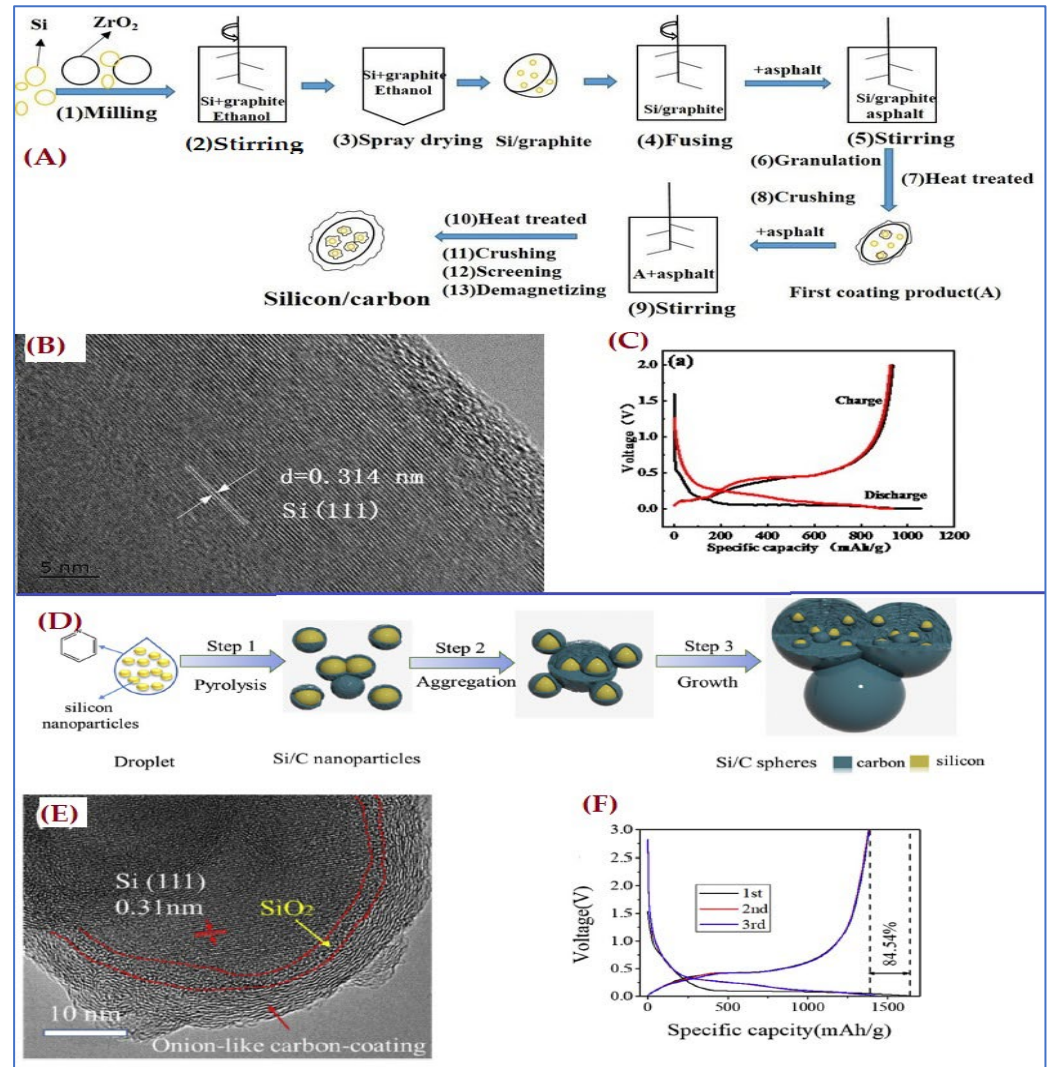 Si
ZrO₂
(1)Milling
Si+graphite
Ethanol
(2)Stirring
Si+graphite
Ethanol
(3)Spray drying
Si/graphite
Si/graphite
(4)Fusing
+asphalt
Si/graphite
asphalt
(5)Stirring
(A)
(6)Granulation
(7)Heat treated
(8)Crushing
First coating product(A)
+asphalt
A+asphalt
(9)Stirring
(10)Heat treated
(11)Crushing
(12)Screening
(13)Demagnetizing
Silicon/carbon
(B)
d=0.314 nm
Si(111)
5 nm
(C)
(a)
Charge
Discharge
Voltage (V)
2.0
1.5
1.0
0.5
0.0
0 200 400 600 800 1000 1200
Specific capacity (mAh/g)
(D)
silicon
nanoparticles
Droplet
Step 1
Pyrolysis
Si/C nanoparticles
Step 2
Aggregation
Step 3
Growth
Si/C spheres carbon silicon
(E)
Si (111)
0.31nm
SiO₂
10 nm
Onion-like carbon-coating
(F)
1st
2nd
3rd
84.54%
Voltage(V)
3.0
2.5
2.0
1.5
1.0
0.5
0.0
0 500 1000 1500
Specific capcity(mAh/g)